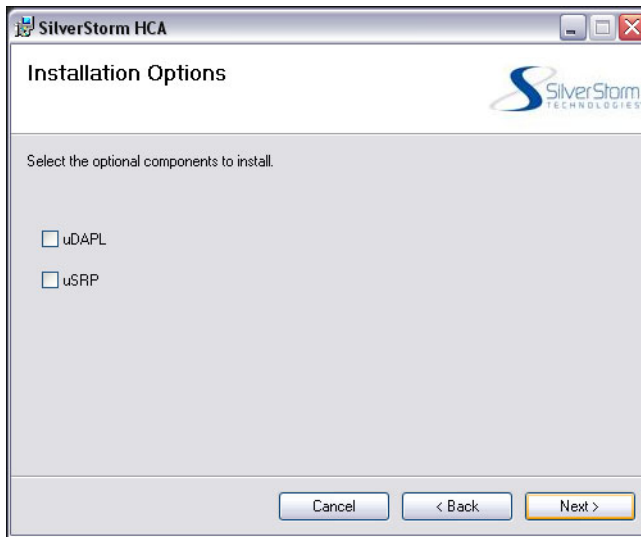 SilverStorm HCA
Installation Options
SilverStorm
TECHNOLOGIES
Select the optional components to install.
uDAPL
uSRP
Cancel
< Back
Next >